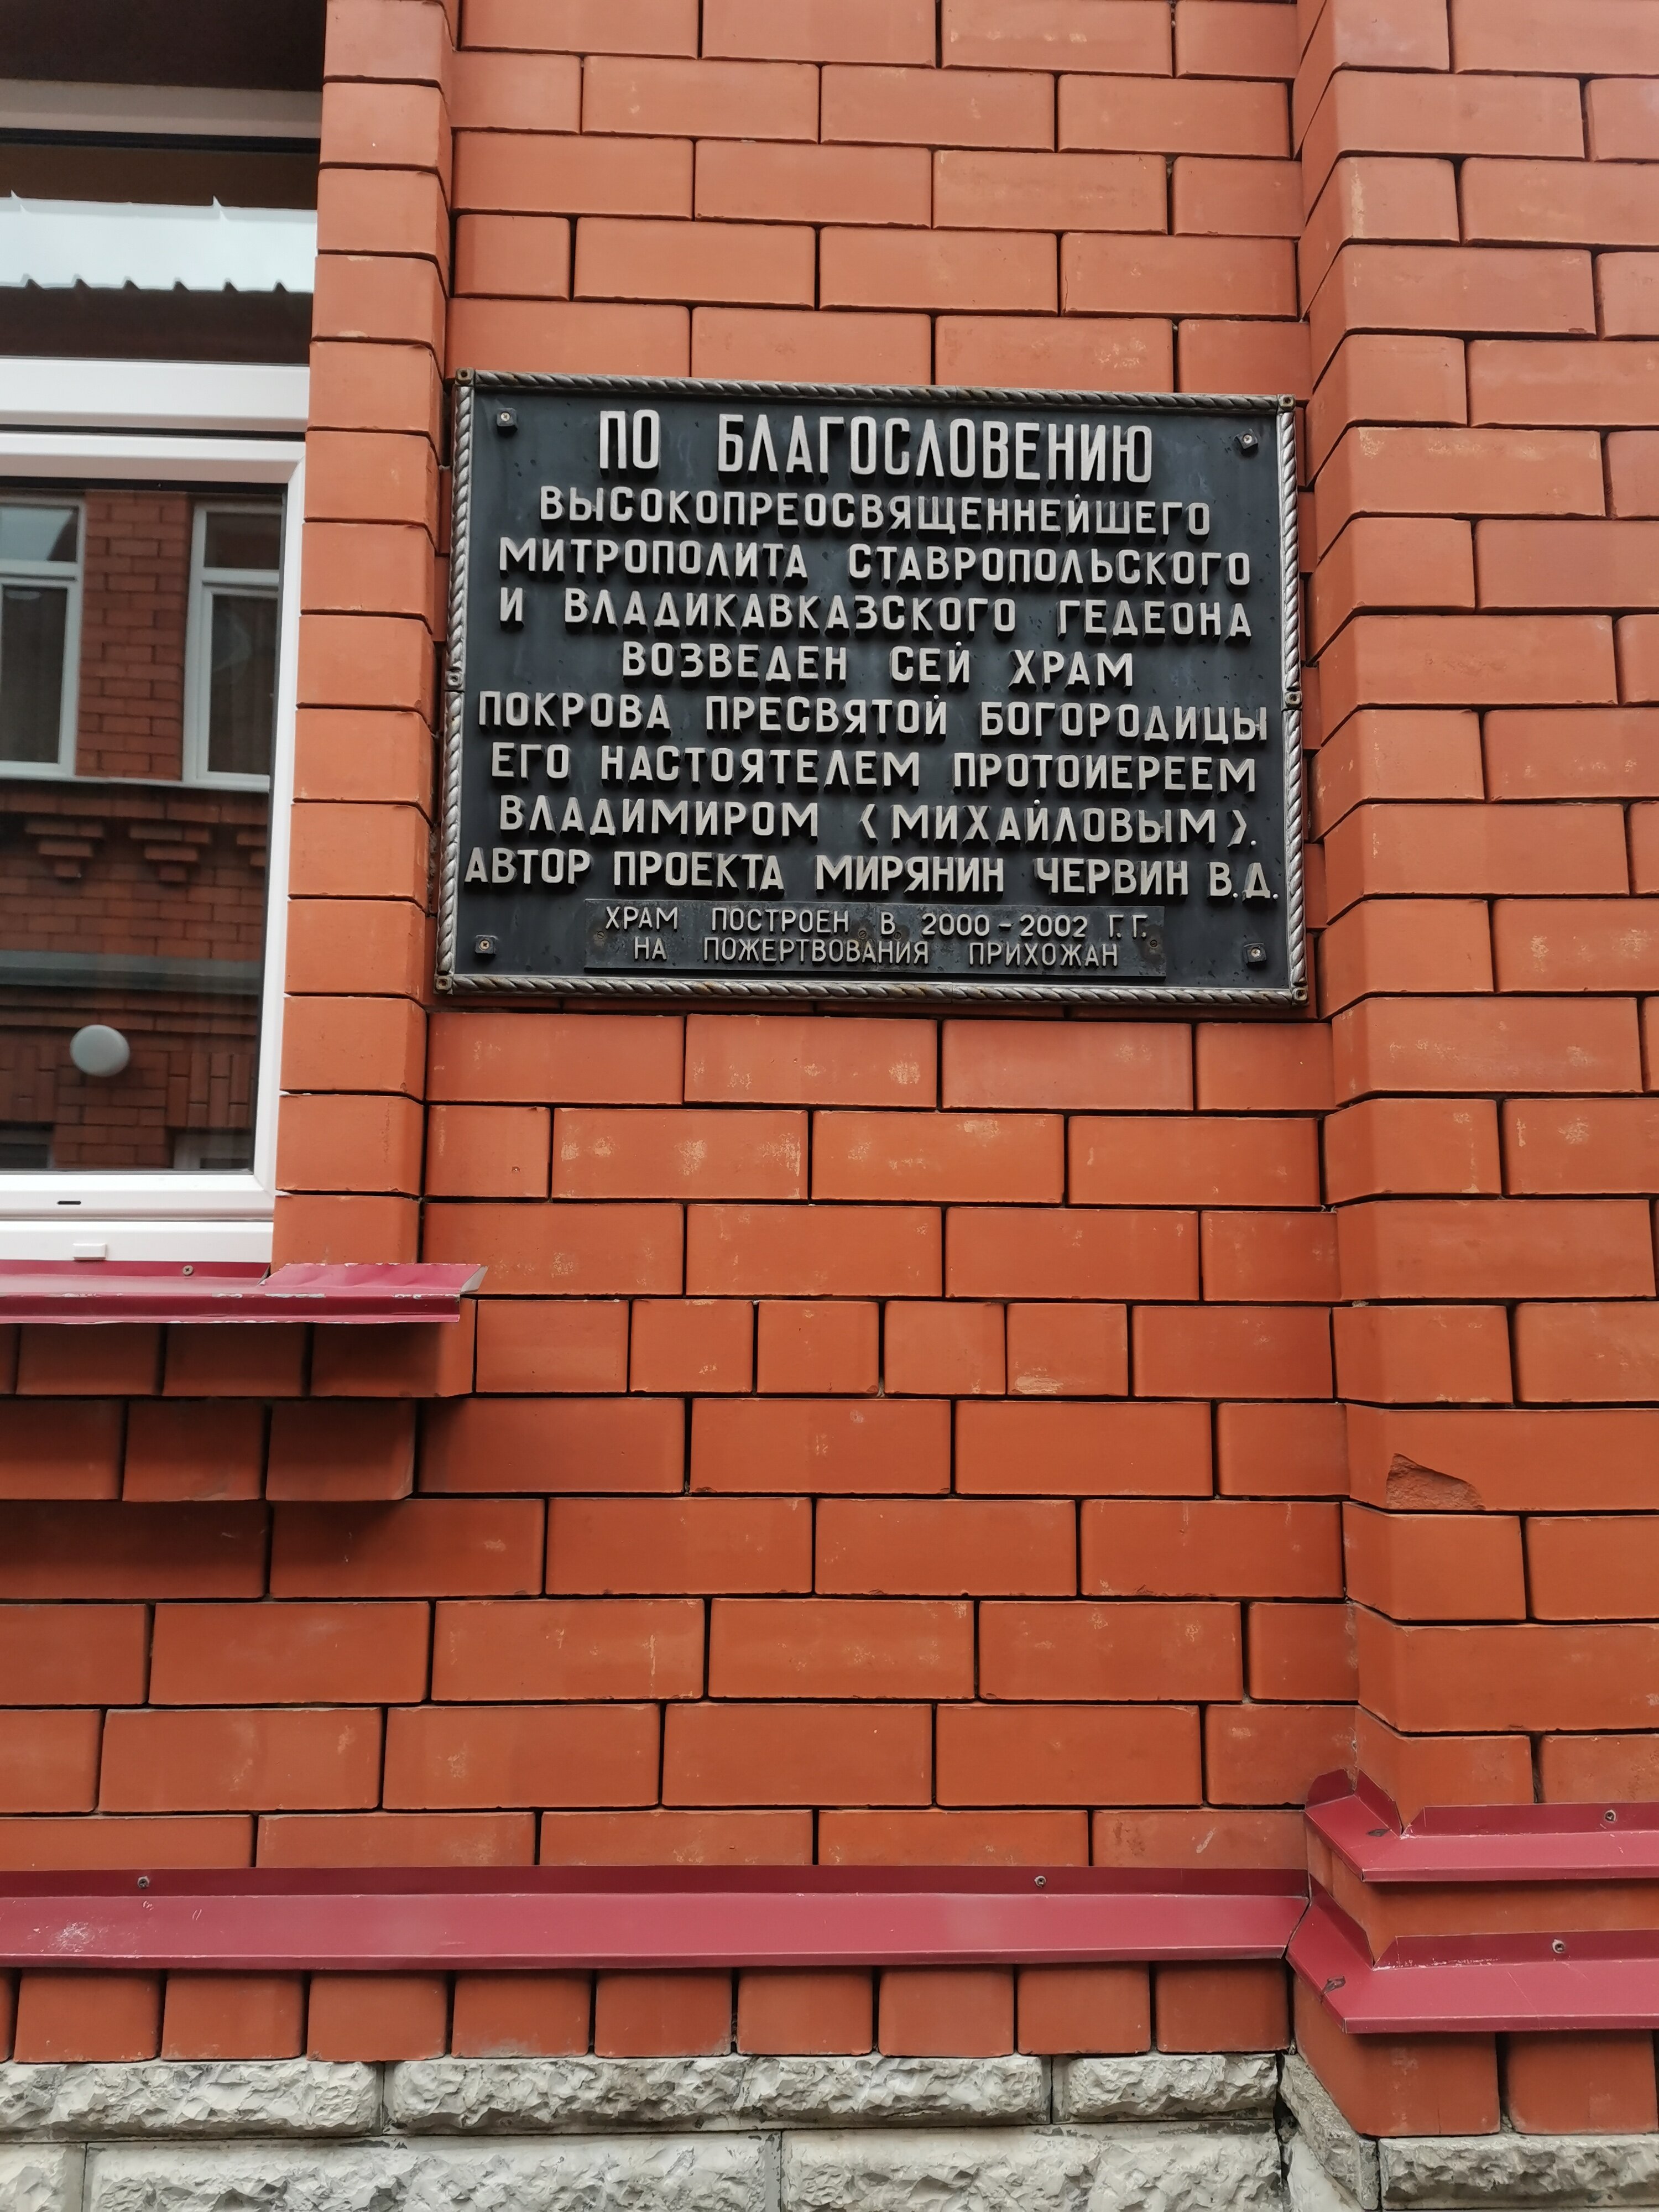 ПО БЛАГОСЛОВЕНИЮ
ВЫСОКОПРЕОСВЯЩЕННЕЙШЕГО
МИТРОПОЛИТА СТАВРОПОЛЬСКОГО
И ВЛАДИКАВКАЗСКОГО ГЕДЕОНА
ВОЗВЕДЕН СЕЙ ХРАМ
ПОКРОВА ПРЕСВЯТОЙ БОГОРОДИЦЫ
ЕГО НАСТОЯТЕЛЕМ ПРОТОИЕРЕЕМ
ВЛАДИМИРОМ <МИХАЙЛОВЫМ>.
АВТОР ПРОЕКТА МИРЯНИН ЧЕРВИН В.Д.
ХРАМ ПОСТРОЕН В 2000-2002 Г.Г.
НА ПОЖЕРТВОВАНИЯ ПРИХОЖАН